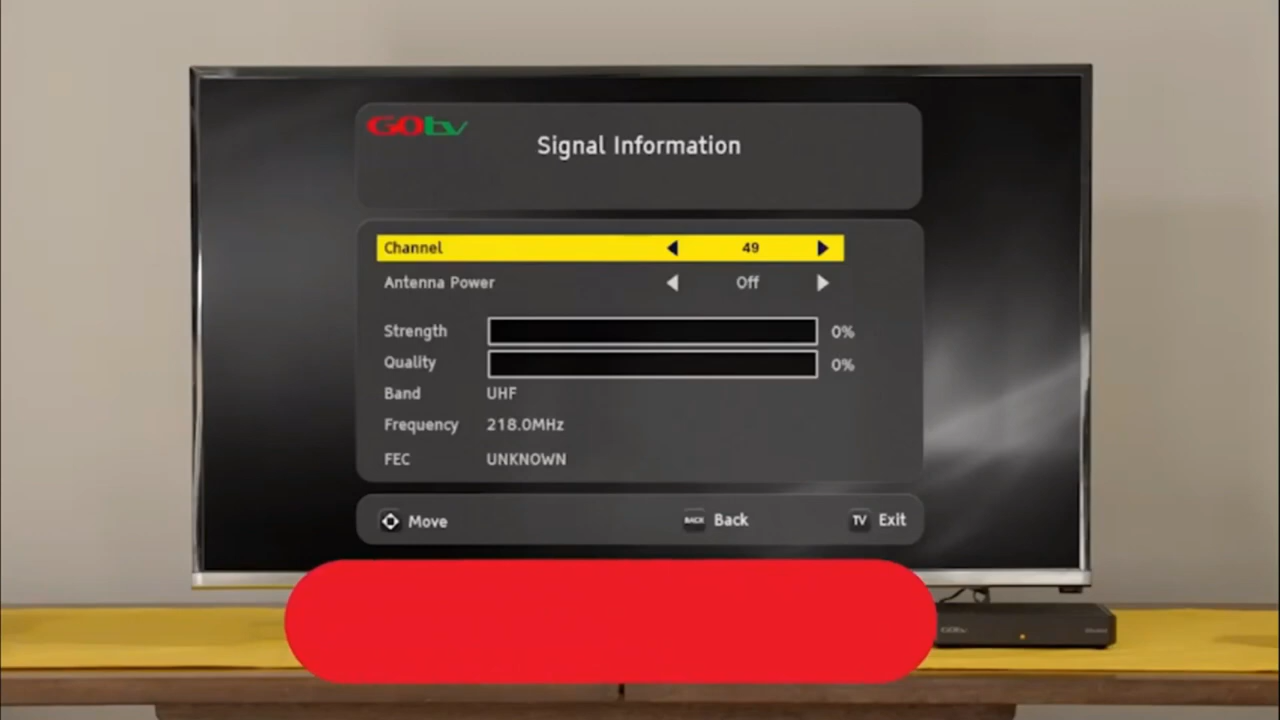 GOtv
Signal Information
Channel 49
Antenna Power Off
Strength 0%
Quality 0%
Band UHF
Frequency 218.0MHz
FEC UNKNOWN
Move BACK Back TV Exit
GOtv